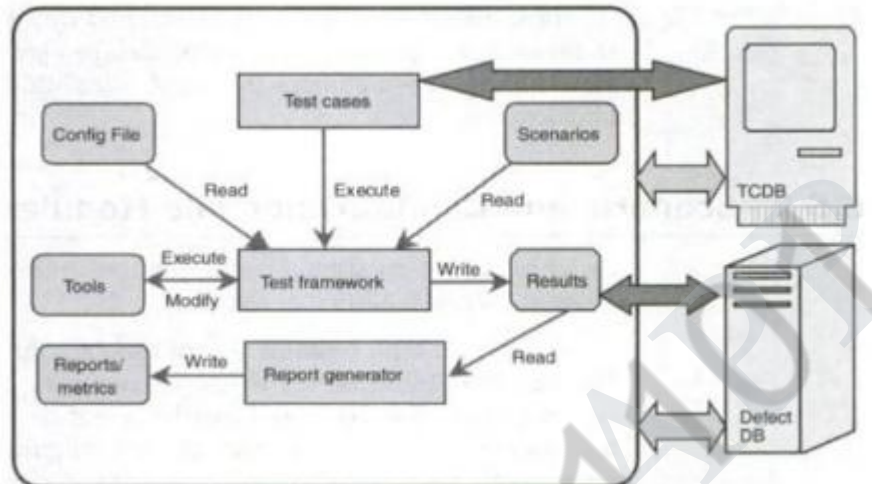 Test cases
Config File
Scenarios
TCDB
Read
Execute
Read
Execute
Tools
Modify
Test framework
Write
Results
Read
Reports/
metrics
Write
Report generator
Defect
DB